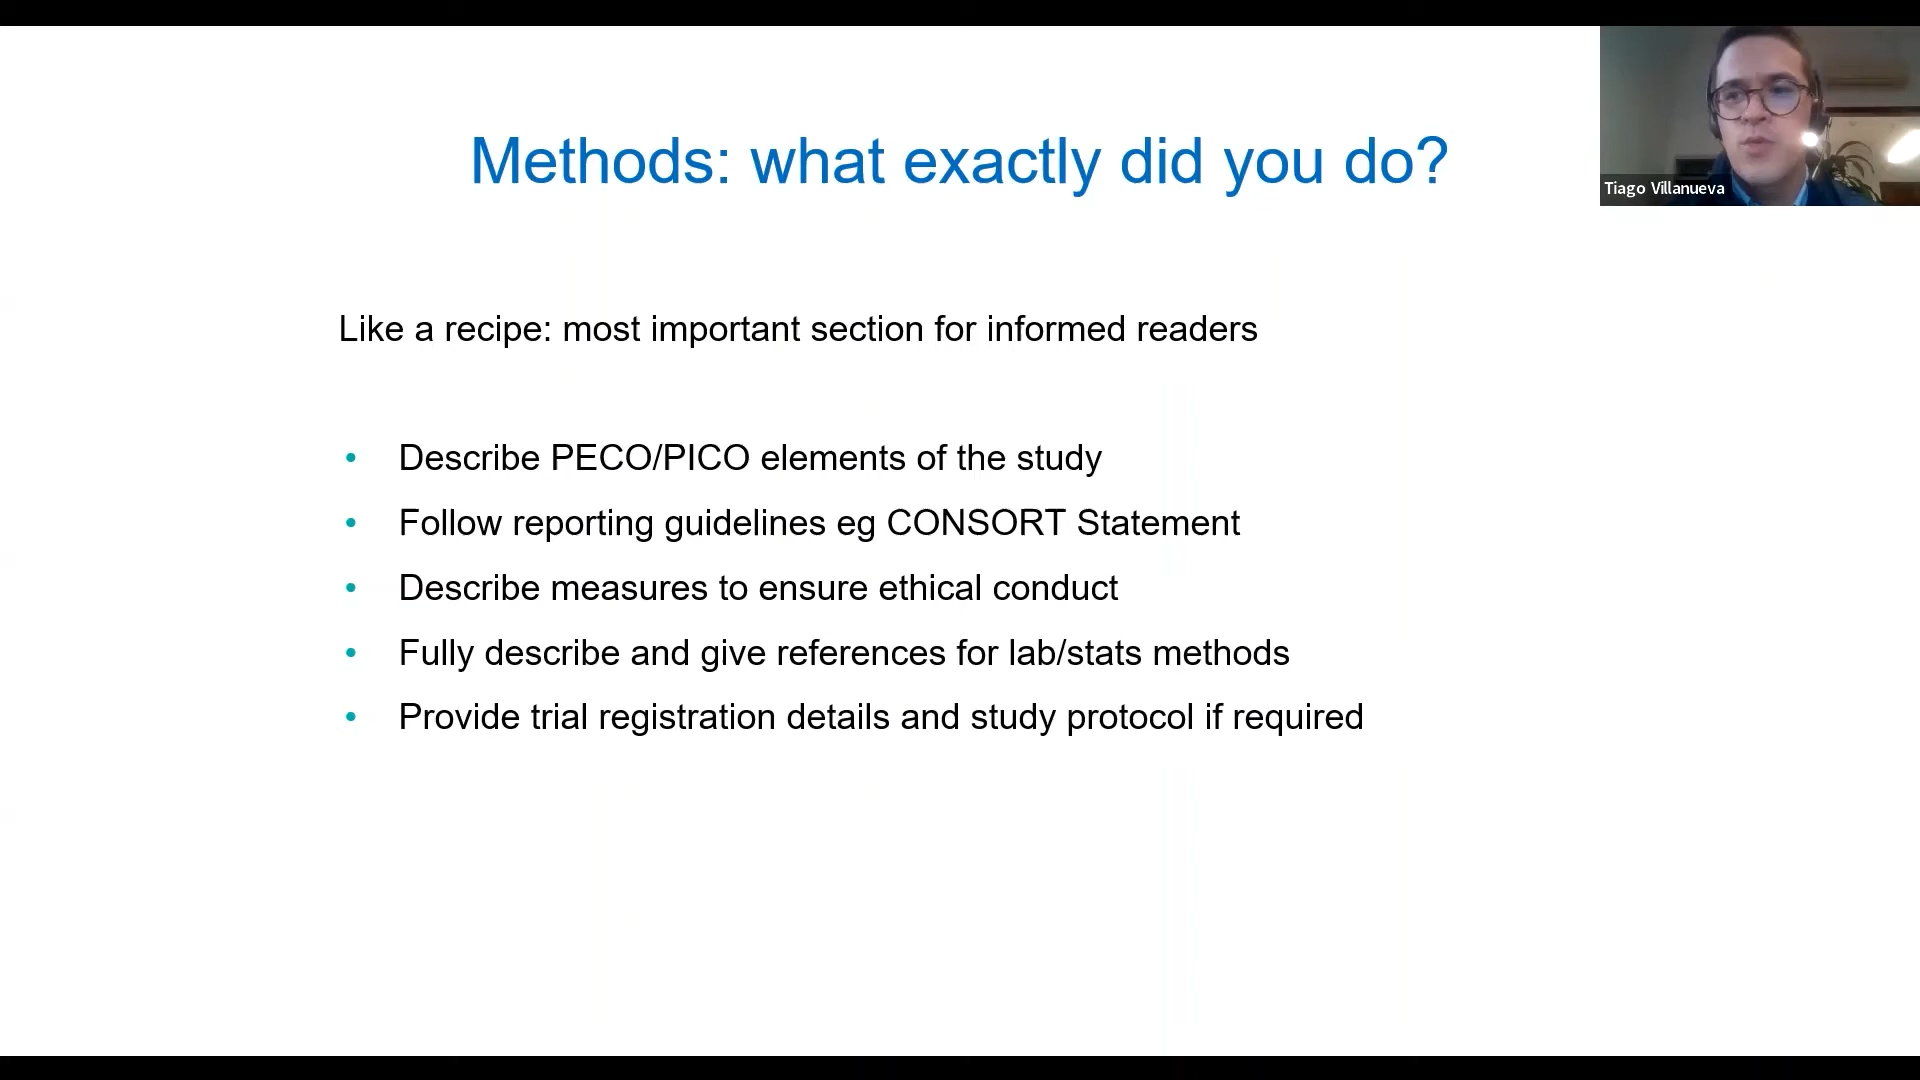 Methods: what exactly did you do?
Tiago Villanueva
Like a recipe: most important section for informed readers
• Describe PECO/PICO elements of the study
• Follow reporting guidelines eg CONSORT Statement
• Describe measures to ensure ethical conduct
• Fully describe and give references for lab/stats methods
• Provide trial registration details and study protocol if required